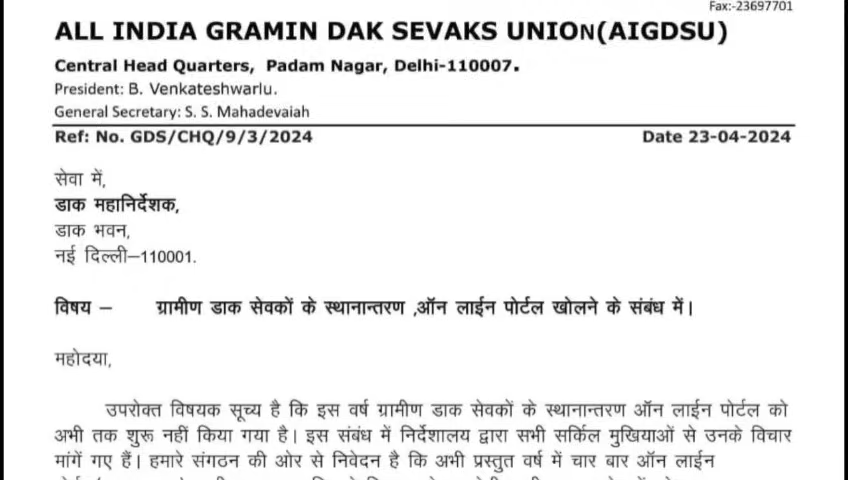 Fax:-23697701
ALL INDIA GRAMIN DAK SEVAKS UNION(AIGDSU)
Central Head Quarters, Padam Nagar, Delhi-110007.
President: B. Venkateshwarlu.
General Secretary: S. S. Mahadevaiah
Ref: No. GDS/CHQ/9/3/2024 Date 23-04-2024
सेवा में,
डाक महानिर्देशक,
डाक भवन,
नई दिल्ली–110001.
विषय – ग्रामीण डाक सेवकों के स्थानान्तरण ,ऑन लाईन पोर्टल खोलने के संबंध में।
महोदया,
उपरोक्त विषयक सूच्य है कि इस वर्ष ग्रामीण डाक सेवकों के स्थानान्तरण ऑन लाईन पोर्टल को
अभी तक शुरू नहीं किया गया है। इस संबंध में निर्देशालय द्वारा सभी सर्किल मुखियाओं से उनके विचार
मांगें गए हैं। हमारे संगठन की ओर से निवेदन है कि अभी प्रस्तुत वर्ष में चार बार ऑन लाईन